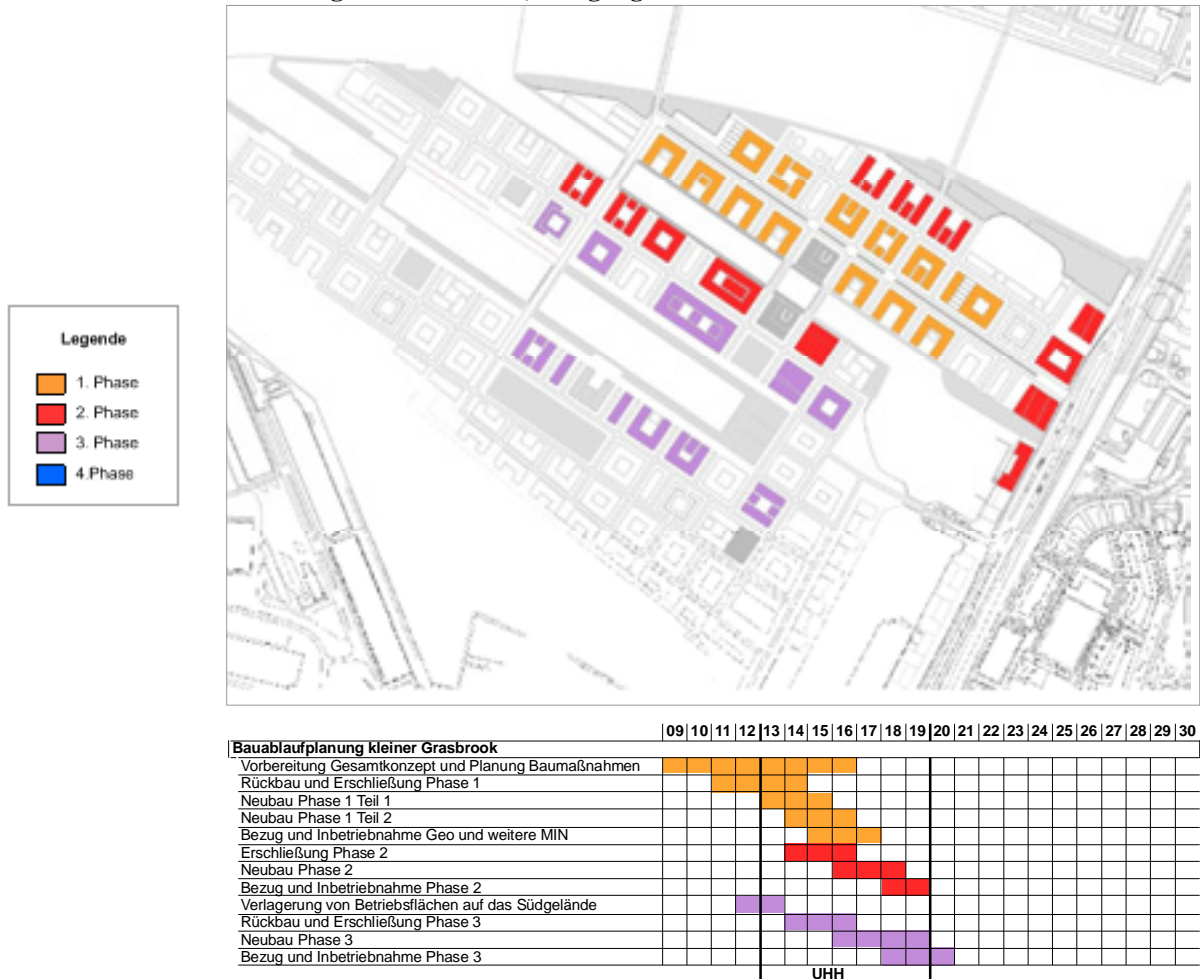 Legende
1. Phase
2. Phase
3. Phase
4.Phase
09 10 11 12 13 14 15 16 17 18 19 20 21 22 23 24 25 26 27 28 29 30
Bauablaufplanung kleiner Grasbrook
Vorbereitung Gesamtkonzept und Planung Baumaßnahmen
Rückbau und Erschließung Phase 1
Neubau Phase 1 Teil 1
Neubau Phase 1 Teil 2
Bezug und Inbetriebnahme Geo und weitere MIN
Erschließung Phase 2
Neubau Phase 2
Bezug und Inbetriebnahme Phase 2
Verlagerung von Betriebsflächen auf das Südgelände
Rückbau und Erschließung Phase 3
Neubau Phase 3
Bezug und Inbetriebnahme Phase 3
UHH